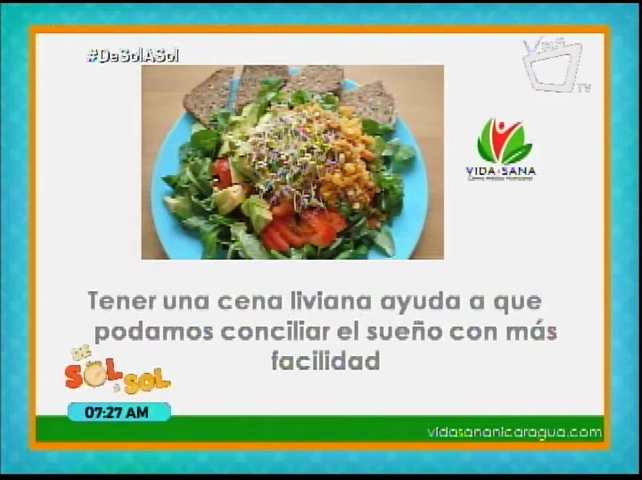 #DeSolASol
TV
VIDA SANA
Tener una cena liviana ayuda a que
podamos conciliar el sueño con más
facilidad
DE
SOL
A SOL
07:27 AM
vidasananicaragua.com